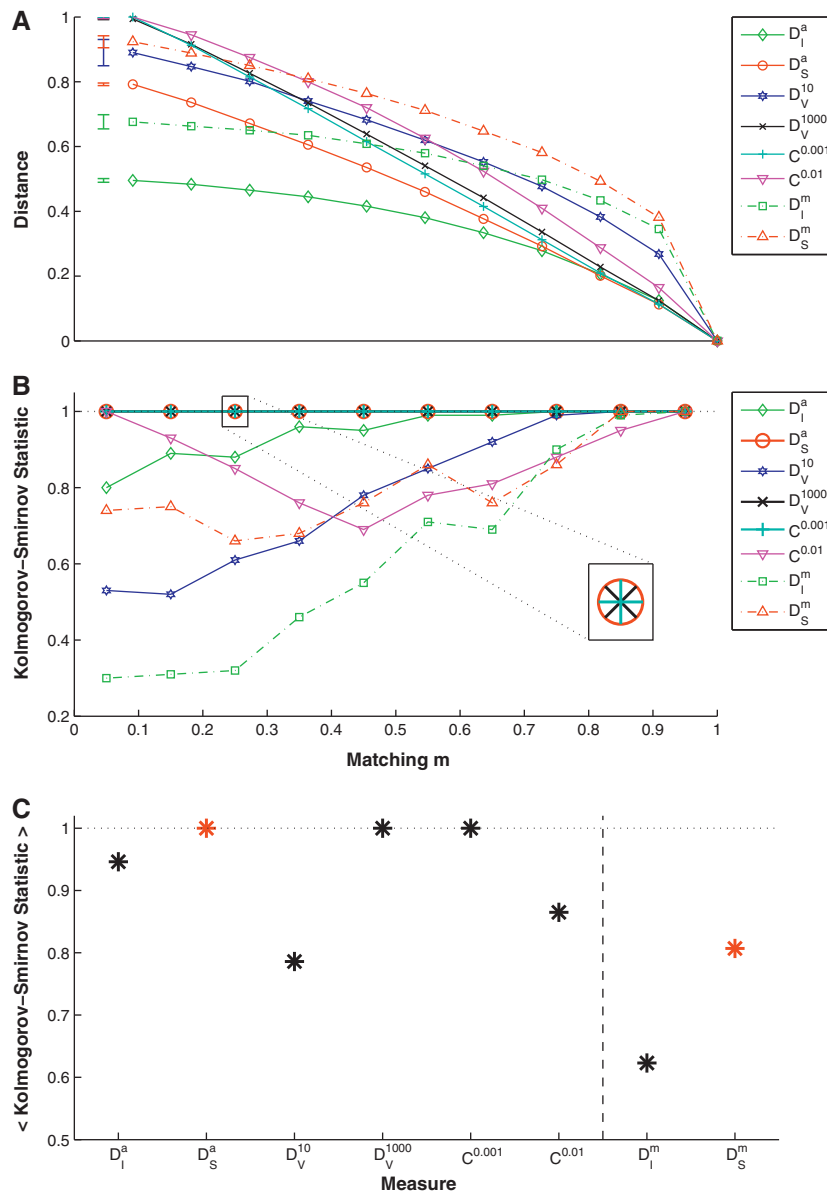 A
Distance
1
0.8
0.6
0.4
0.2
0
D_I^a
D_S^a
D_V^10
D_V^1000
C^0.001
C^0.01
D_I^m
D_S^m
B
Kolmogorov−Smirnov Statistic
1
0.8
0.6
0.4
0.2
0 0.1 0.2 0.3 0.4 0.5 0.6 0.7 0.8 0.9 1
Matching m
D_I^a
D_S^a
D_V^10
D_V^1000
C^0.001
C^0.01
D_I^m
D_S^m
C
< Kolmogorov−Smirnov Statistic >
1
0.9
0.8
0.7
0.6
0.5
D_I^a D_S^a D_V^10 D_V^1000 C^0.001 C^0.01 D_I^m D_S^m
Measure